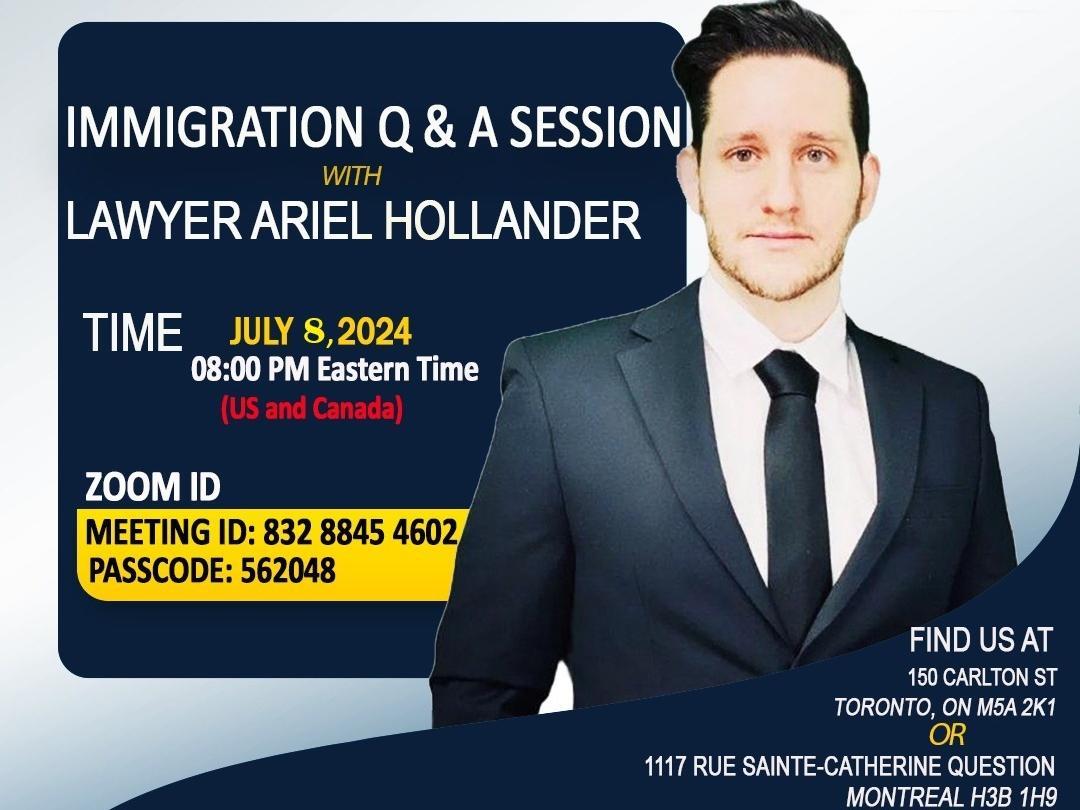 IMMIGRATION Q & A SESSION
WITH
LAWYER ARIEL HOLLANDER
TIME
JULY 8, 2024
08:00 PM Eastern Time
(US and Canada)
ZOOM ID
MEETING ID: 832 8845 4602
PASSCODE: 562048
FIND US AT
150 CARLTON ST
TORONTO, ON M5A 2K1
OR
1117 RUE SAINTE-CATHERINE QUESTION
MONTREAL H3B 1H9